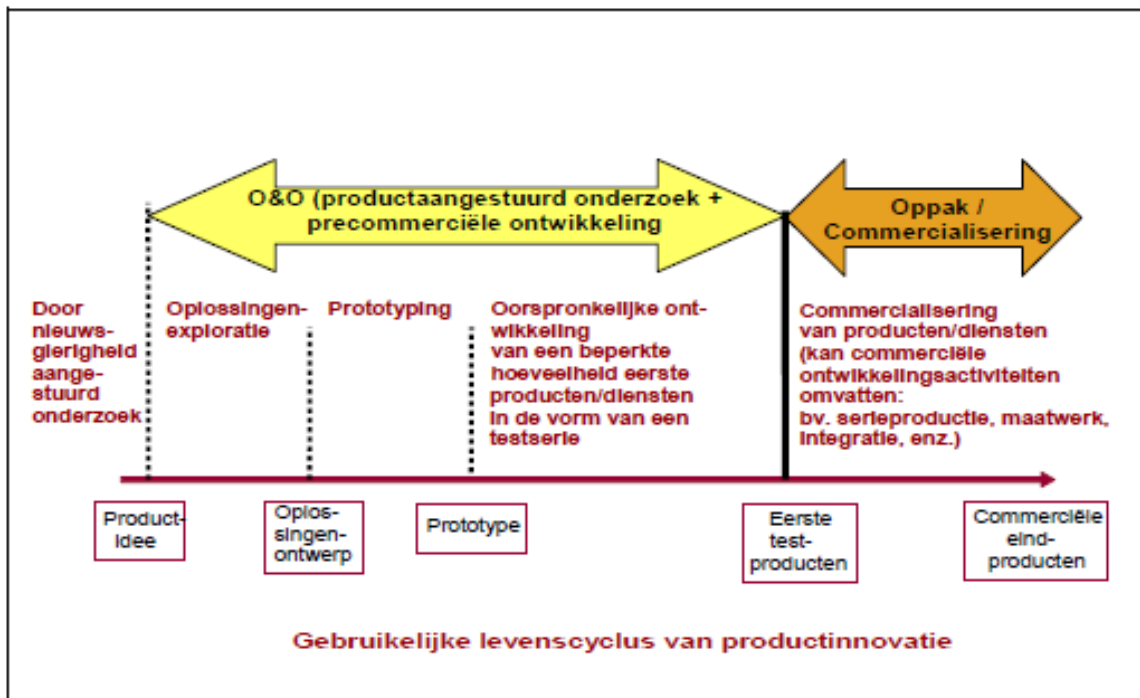 O&O (productaangestuurd onderzoek +
precommerciële ontwikkeling
Oppak /
Commercialisering
Door
nieuws-
gierigheid
aange-
stuurd
onderzoek
Oplossingen-
exploratie
Prototyping
Oorspronkelijke ont-
wikkeling
van een beperkte
hoeveelheid eerste
producten/diensten
in de vorm van een
testserie
Commercialisering
van producten/diensten
(kan commerciële
ontwikkelingsactiviteiten
omvatten:
bv. serieproductie, maatwerk,
integratie, enz.)
Product-
idee
Oplos-
singen-
ontwerp
Prototype
Eerste
test-
producten
Commerciële
eind-
producten
Gebruikelijke levenscyclus van productinnovatie